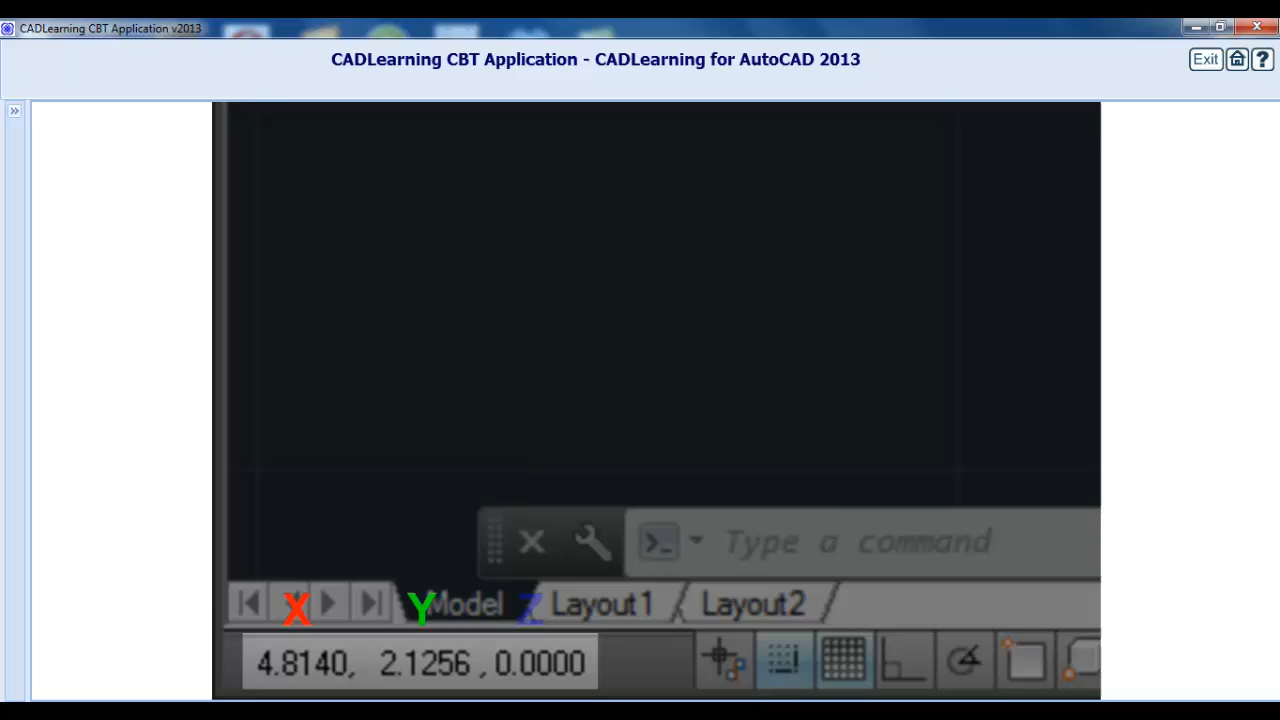 CADLearning CBT Application v2013
CADLearning CBT Application - CADLearning for AutoCAD 2013
Exit
?
Type a command
X Y Z
Model Layout1 Layout2
4.8140, 2.1256 , 0.0000